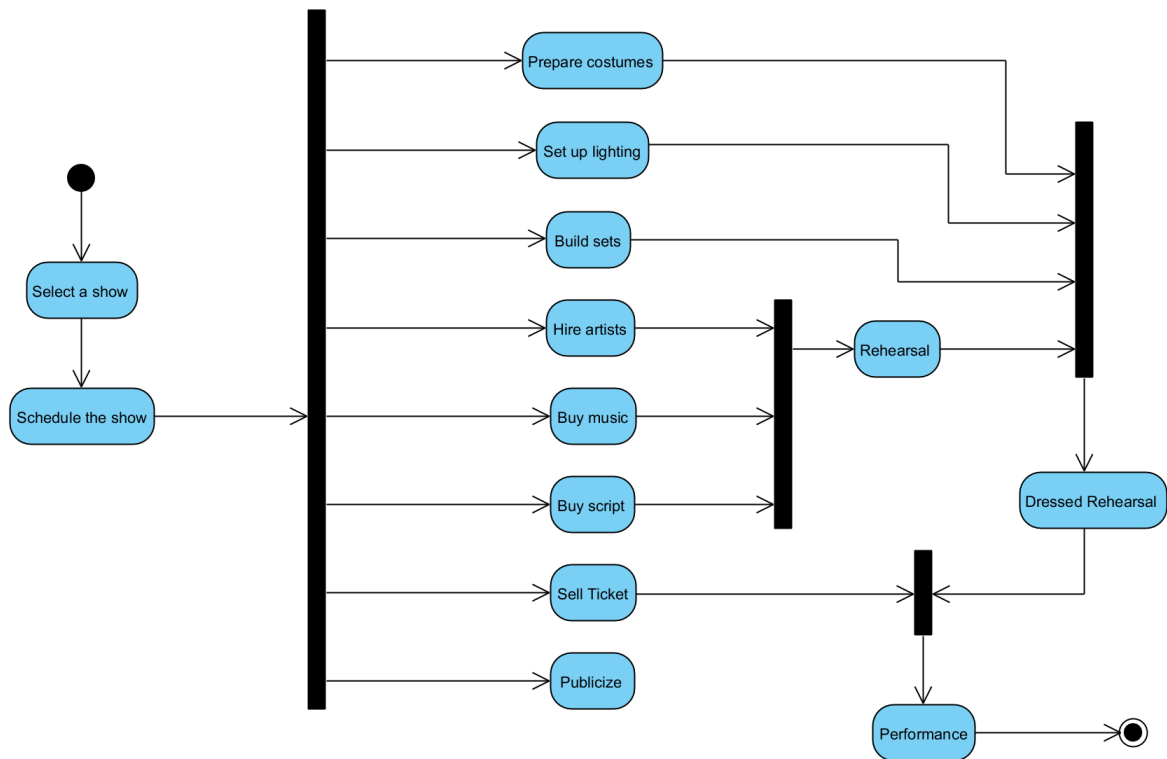 Prepare costumes
Set up lighting
Build sets
Select a show
Hire artists
Rehearsal
Schedule the show
Buy music
Buy script
Dressed Rehearsal
Sell Ticket
Publicize
Performance